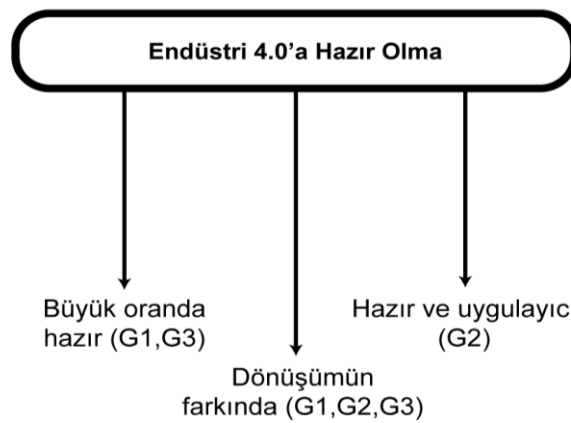 Endüstri 4.0’a Hazır Olma
Büyük oranda
hazır (G1,G3)
Hazır ve uygulayıc
(G2)
Dönüşümün
farkında (G1,G2,G3)